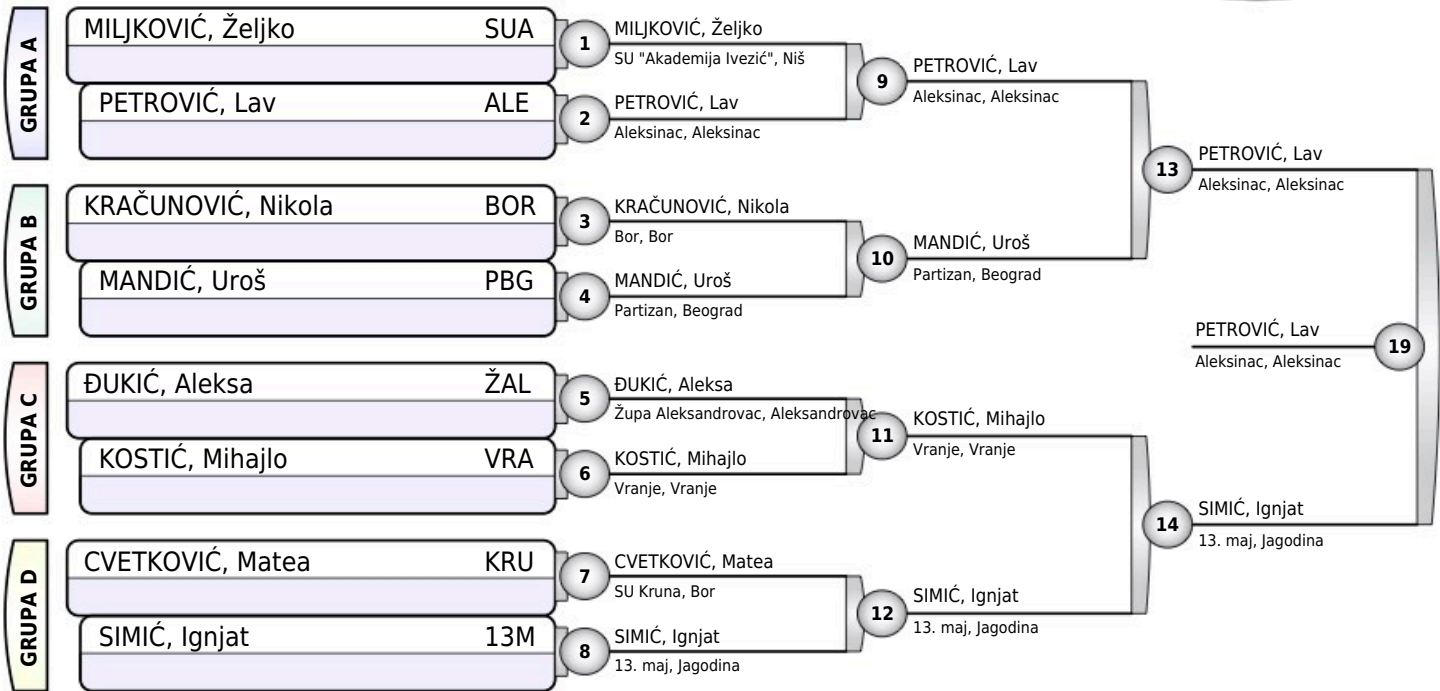 GRUPA A
MILJKOVIĆ, Željko SUA
PETROVIĆ, Lav ALE
GRUPA B
KRAČUNOVIĆ, Nikola BOR
MANDIĆ, Uroš PBG
GRUPA C
ĐUKIĆ, Aleksa ŽAL
KOSTIĆ, Mihajlo VRA
GRUPA D
CVETKOVIĆ, Matea KRU
SIMIĆ, Ignjat 13M
1
MILJKOVIĆ, Željko
SU "Akademija Ivezić", Niš
2
PETROVIĆ, Lav
Aleksinac, Aleksinac
3
KRAČUNOVIĆ, Nikola
Bor, Bor
4
MANDIĆ, Uroš
Partizan, Beograd
5
ĐUKIĆ, Aleksa
Župa Aleksandrovac, Aleksandrovac
6
KOSTIĆ, Mihajlo
Vranje, Vranje
7
CVETKOVIĆ, Matea
SU Kruna, Bor
8
SIMIĆ, Ignjat
13. maj, Jagodina
9
PETROVIĆ, Lav
Aleksinac, Aleksinac
10
MANDIĆ, Uroš
Partizan, Beograd
11
KOSTIĆ, Mihajlo
Vranje, Vranje
12
SIMIĆ, Ignjat
13. maj, Jagodina
13
PETROVIĆ, Lav
Aleksinac, Aleksinac
14
SIMIĆ, Ignjat
13. maj, Jagodina
PETROVIĆ, Lav
Aleksinac, Aleksinac
19